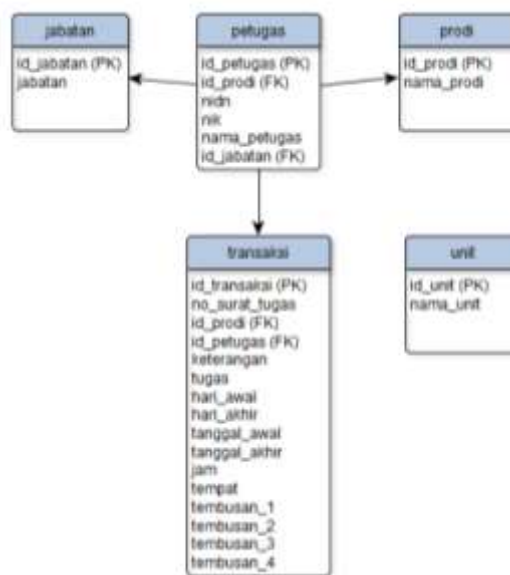 jabatan
id_jabatan (PK)
jabatan
petugas
id_petugas (PK)
id_prodi (FK)
nidn
nik
nama_petugas
id_jabatan (FK)
prodi
id_prodi (PK)
nama_prodi
transaksi
id_transaksi (PK)
no_surat_tugas
id_prodi (FK)
id_petugas (FK)
keterangan
tugas
hari_awal
hari_akhir
tanggal_awal
tanggal_akhir
jam
tempat
tembusan_1
tembusan_2
tembusan_3
tembusan_4
unit
id_unit (PK)
nama_unit